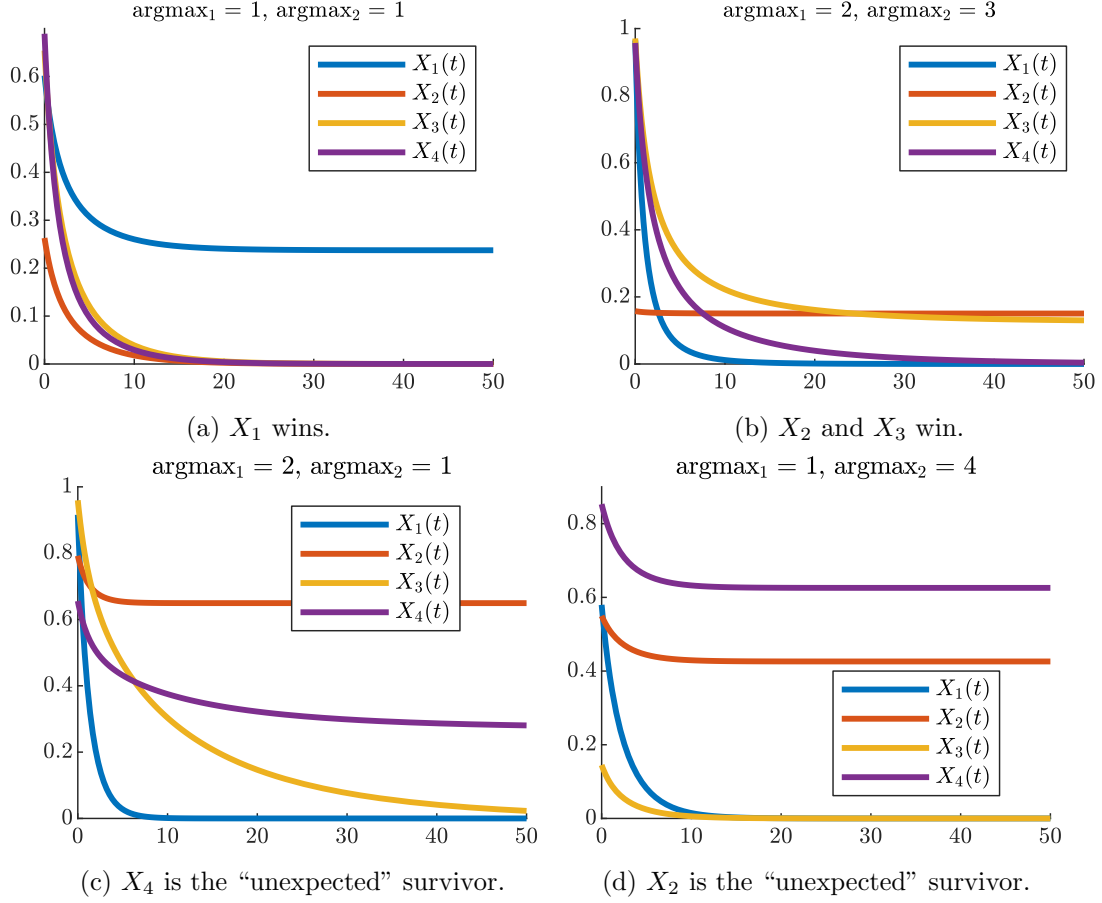 argmax₁ = 1, argmax₂ = 1
0.6
0.5
0.4
0.3
0.2
0.1
0
0 10 20 30 40 50
X₁(t)
X₂(t)
X₃(t)
X₄(t)
(a) X₁ wins.
argmax₁ = 2, argmax₂ = 3
1
0.8
0.6
0.4
0.2
0
0 10 20 30 40 50
X₁(t)
X₂(t)
X₃(t)
X₄(t)
(b) X₂ and X₃ win.
argmax₁ = 2, argmax₂ = 1
1
0.8
0.6
0.4
0.2
0
0 10 20 30 40 50
X₁(t)
X₂(t)
X₃(t)
X₄(t)
(c) X₄ is the “unexpected” survivor.
argmax₁ = 1, argmax₂ = 4
0.8
0.6
0.4
0.2
0
0 10 20 30 40 50
X₁(t)
X₂(t)
X₃(t)
X₄(t)
(d) X₂ is the “unexpected” survivor.